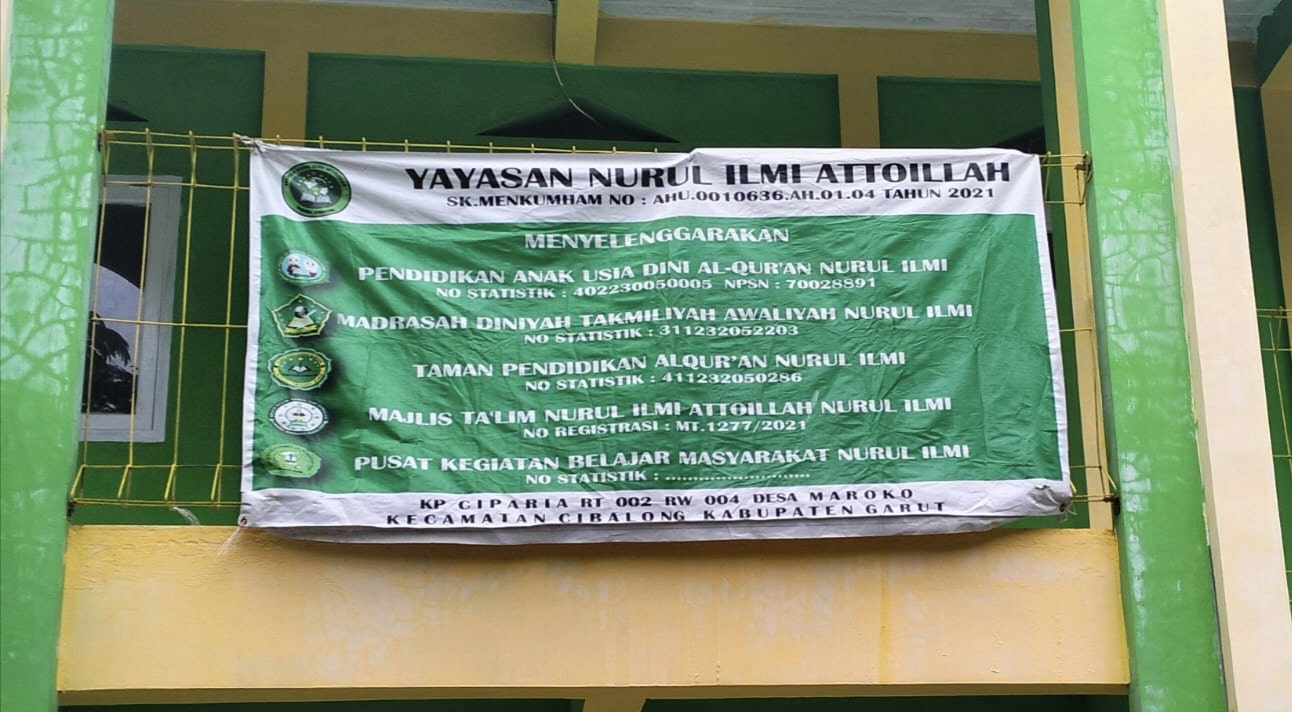 YAYASAN NURUL ILMI ATTOILLAH
SK.MENKUMHAM NO : AHU.0010636.AH.01.04 TAHUN 2021
MENYELENGGARAKAN
PENDIDIKAN ANAK USIA DINI AL-QUR'AN NURUL ILMI
NO STATISTIK : 402230050005 NPSN : 70028891
MADRASAH DINIYAH TAKMILIYAH AWALIYAH NURUL ILMI
NO STATISTIK : 311232052203
TAMAN PENDIDIKAN ALQUR'AN NURUL ILMI
NO STATISTIK : 411232050286
MAJLIS TA'LIM NURUL ILMI ATTOILLAH NURUL ILMI
NO REGISTRASI : MT.1277/2021
PUSAT KEGIATAN BELAJAR MASYARAKAT NURUL ILMI
NO STATISTIK : ............................
KP CIPARIA RT 002 RW 004 DESA MAROKO
KECAMATAN CIBALONG KABUPATEN GARUT